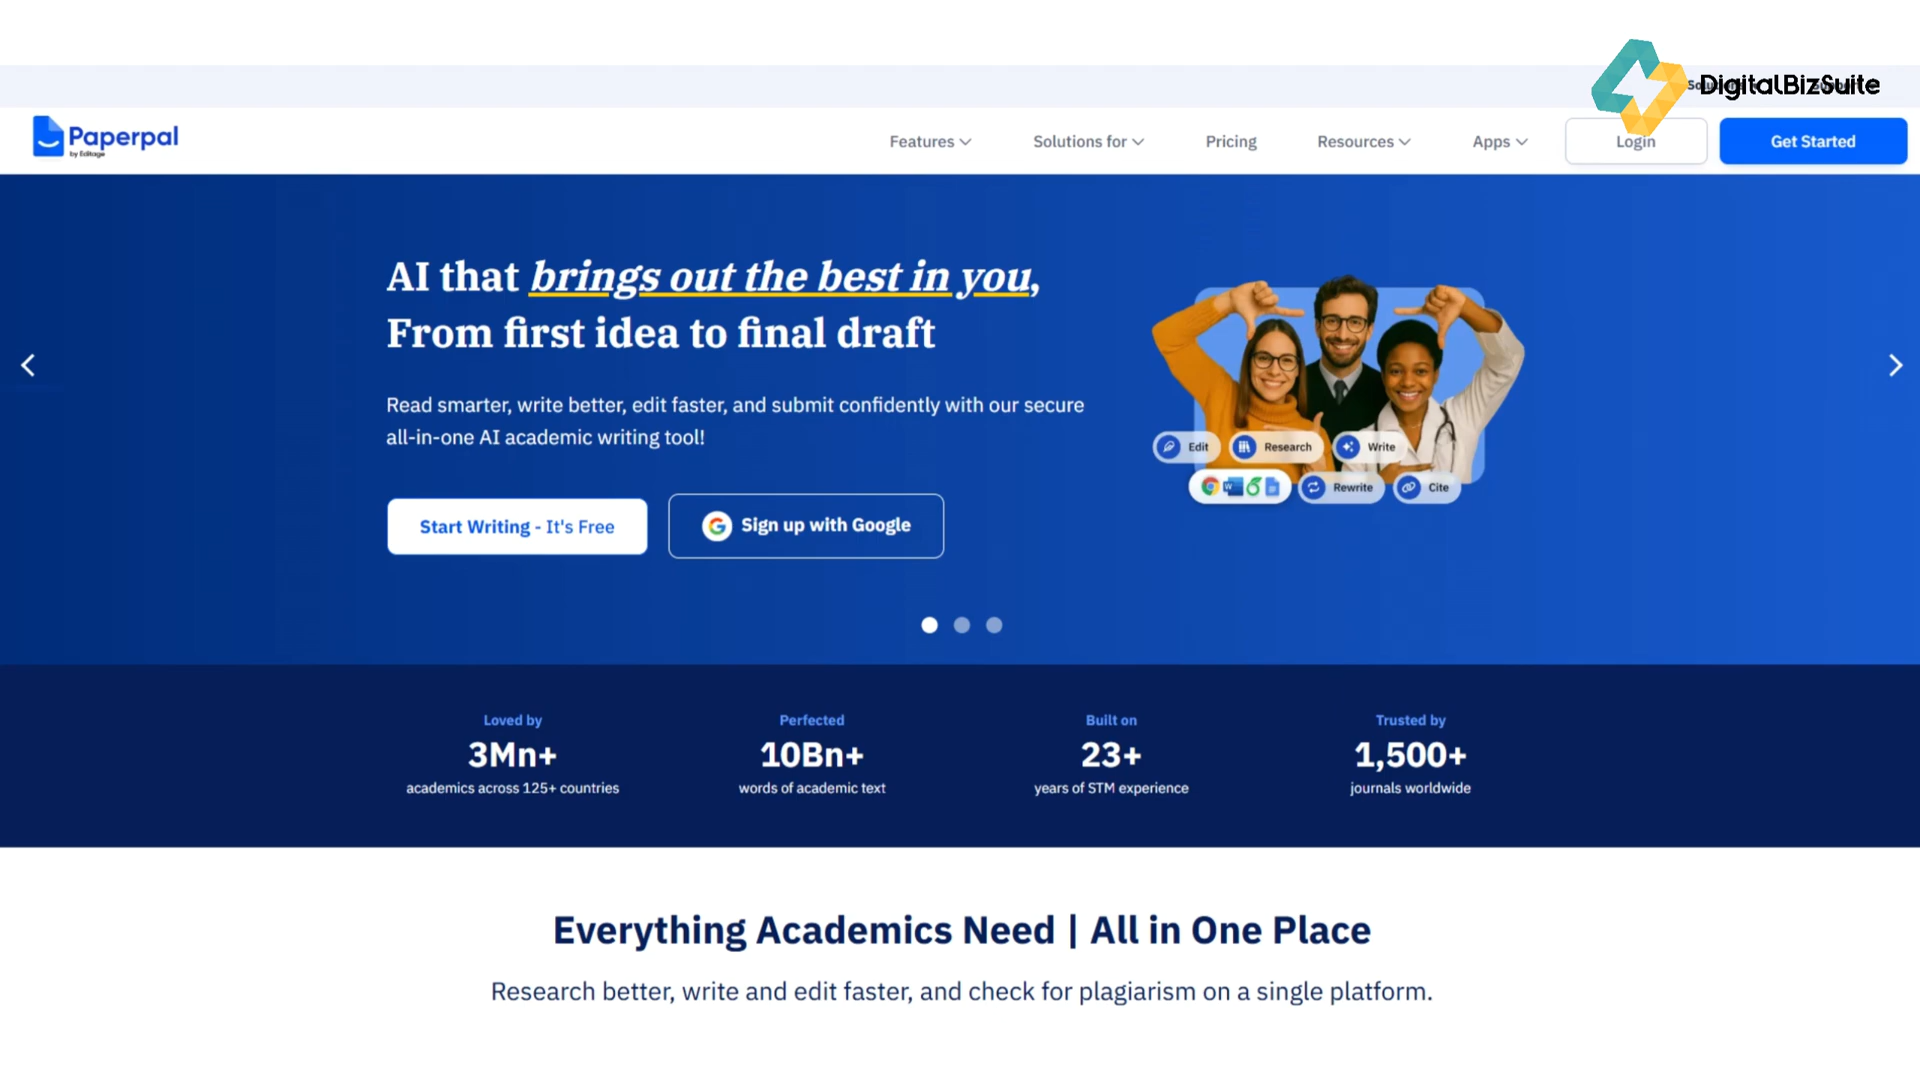 DigitalBizSuite
Paperpal
by Editage
Features
Solutions for
Pricing
Resources
Apps
Login
Get Started
AI that brings out the best in you,
From first idea to final draft
Read smarter, write better, edit faster, and submit confidently with our secure
all-in-one AI academic writing tool!
Edit
Research
Write
Rewrite
Cite
Start Writing - It's Free
Sign up with Google
Loved by
3Mn+
academics across 125+ countries
Perfected
10Bn+
words of academic text
Built on
23+
years of STM experience
Trusted by
1,500+
journals worldwide
Everything Academics Need | All in One Place
Research better, write and edit faster, and check for plagiarism on a single platform.